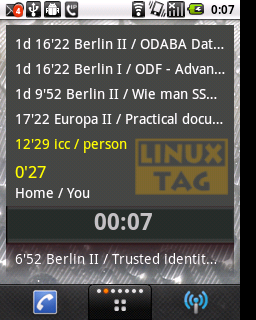 4 0:07
1d 16'22 Berlin II / ODABA Dat...
1d 16'22 Berlin I / ODF - Advan...
1d 9'52 Berlin II / Wie man SS...
17'22 Europa II / Practical docu...
12'29 icc / person
LINUX
TAG
0'27
Home / You
00:07
6'52 Berlin II / Trusted identit...